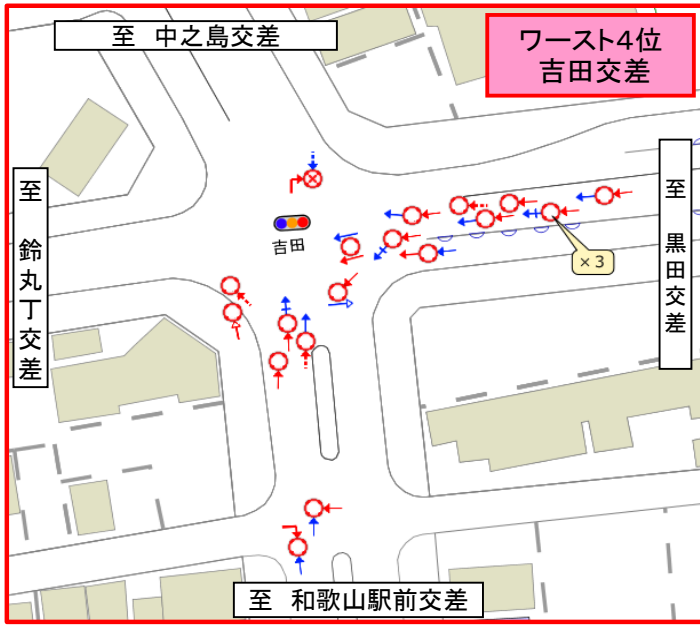 至 中之島交差
ワースト4位
吉田交差
至 鈴丸丁交差
至 黒田交差
吉田
×3
至 和歌山駅前交差